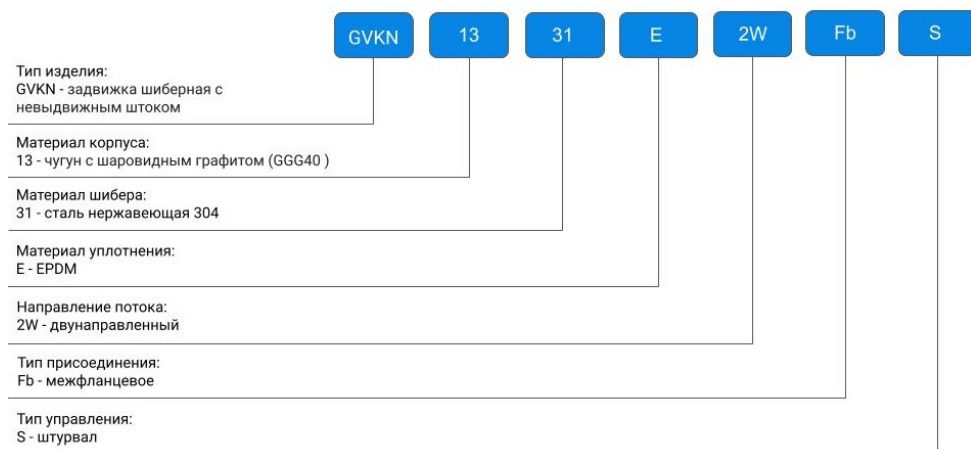 GVKN 13 31 E 2W Fb S
Тип изделия:
GVKN - задвижка шиберная с
невыдвижным штоком
Материал корпуса:
13 - чугун с шаровидным графитом (GGG40 )
Материал шибера:
31 - сталь нержавеющая 304
Материал уплотнения:
E - EPDM
Направление потока:
2W - двунаправленный
Тип присоединения:
Fb - межфланцевое
Тип управления:
S - штурвал